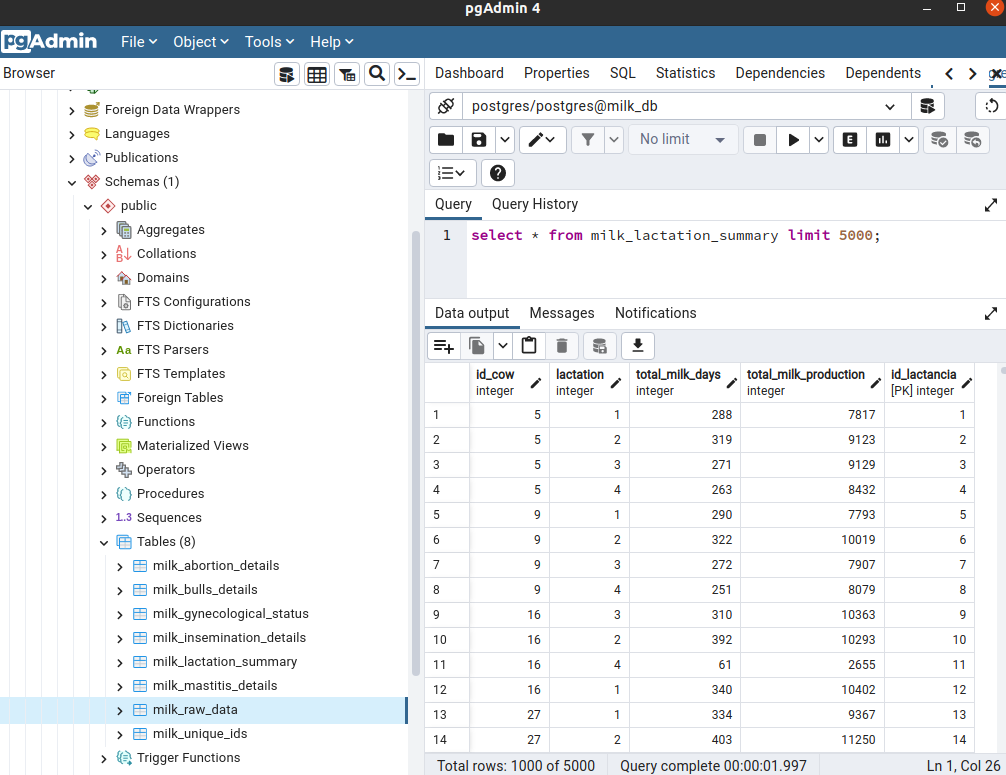 pgAdmin 4
pgAdmin File Object Tools Help
Browser
Foreign Data Wrappers
Languages
Publications
Schemas (1)
public
Aggregates
Collations
Domains
FTS Configurations
FTS Dictionaries
Aa FTS Parsers
FTS Templates
Foreign Tables
Functions
Materialized Views
Operators
Procedures
1..3 Sequences
Tables (8)
milk_abortion_details
milk_bulls_details
milk_gynecological_status
milk_insemination_details
milk_lactation_summary
milk_mastitis_details
milk_raw_data
milk_unique_ids
Trigger Functions
Dashboard Properties SQL Statistics Dependencies Dependents
postgres/postgres@milk_db
No limit E
Query Query History
1 select * from milk_lactation_summary limit 5000;
Data output Messages Notifications
id_cow lactation total_milk_days total_milk_production id_lactancia
integer integer integer integer [PK] integer
1 5 1 288 7817 1
2 5 2 319 9123 2
3 5 3 271 9129 3
4 5 4 263 8432 4
5 9 1 290 7793 5
6 9 2 322 10019 6
7 9 3 272 7907 7
8 9 4 251 8079 8
9 16 3 310 10363 9
10 16 2 392 10293 10
11 16 4 61 2655 11
12 16 1 340 10402 12
13 27 1 334 9367 13
14 27 2 403 11250 14
Total rows: 1000 of 5000 Query complete 00:00:01.997 Ln 1, Col 26